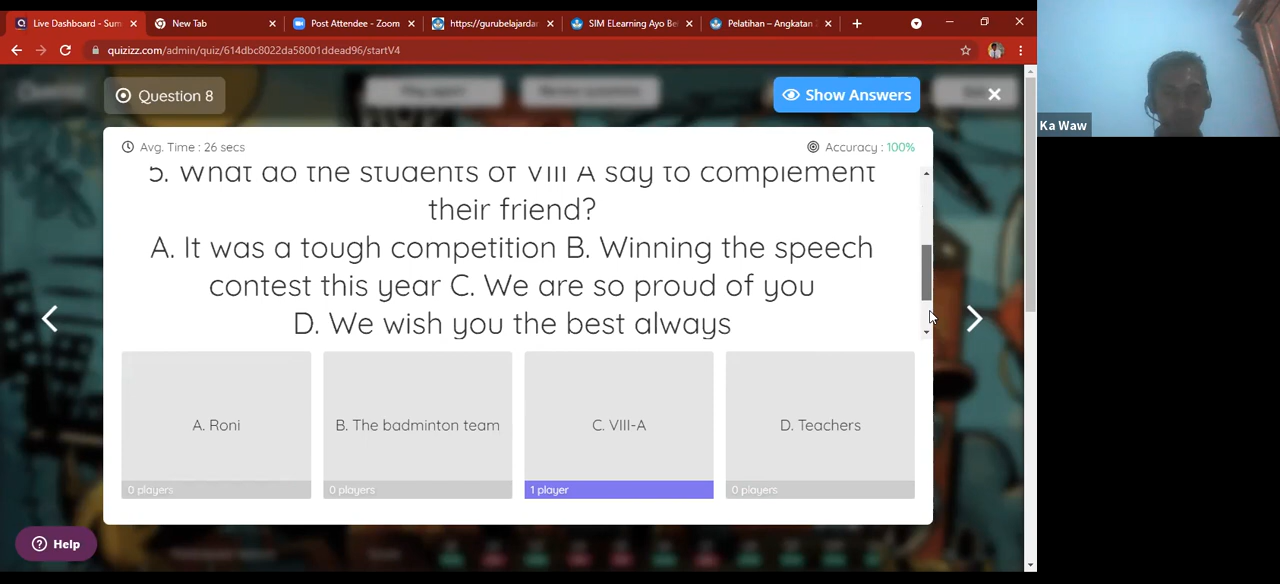 Live Dashboard - Sum
New Tab
Post Attendee - Zoom
https://gurubelajardar
SIM ELearning Ayo Be
Pelatihan – Angkatan
quizizz.com/admin/quiz/614dbc8022da58001ddead96/startV4
Question 8
Show Answers
Avg. Time : 26 secs
Accuracy : 100%
5. What do the students of VIII A say to complement
their friend?
A. It was a tough competition B. Winning the speech
contest this year C. We are so proud of you
D. We wish you the best always
A. Roni
B. The badminton team
C. VIII-A
D. Teachers
0 players
0 players
1 player
0 players
Help
Ka Waw